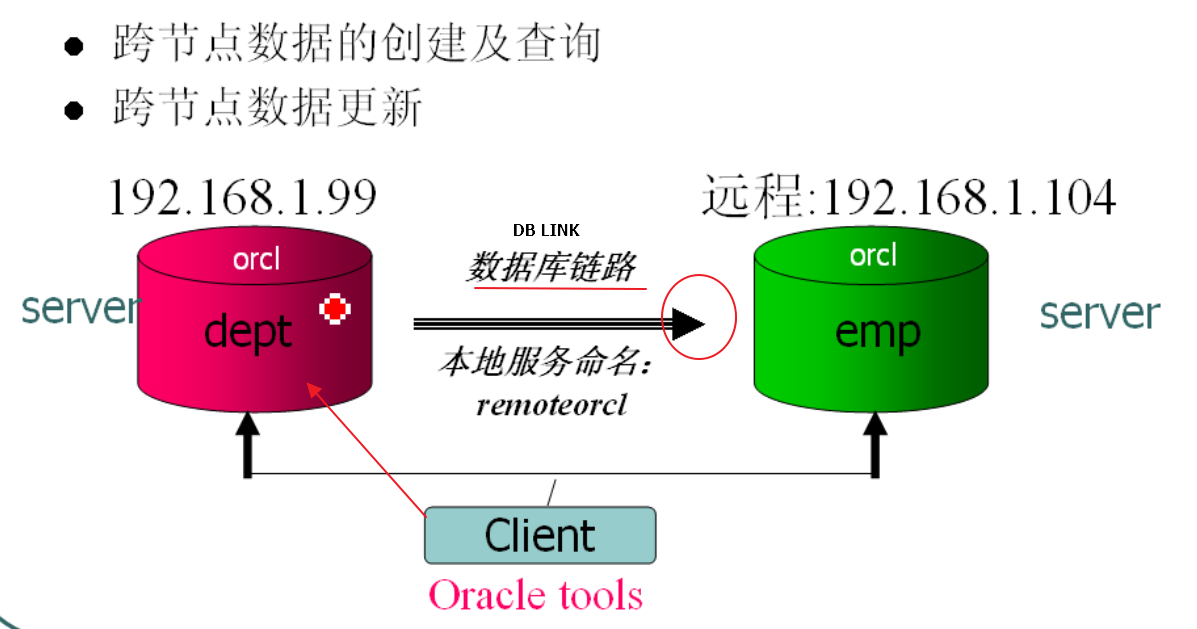 跨节点数据的创建及查询
跨节点数据更新
192.168.1.99
远程:192.168.1.104
DB LINK
数据库链路
orcl
orcl
server
dept
emp
server
本地服务命名:
remoteorcl
Client
Oracle tools